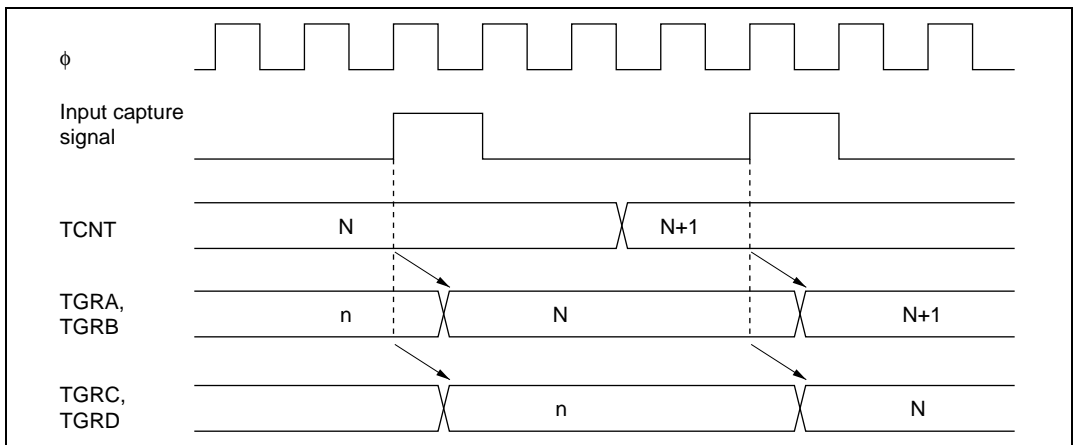 ϕ
Input capture
signal
TCNT
N
N+1
TGRA,
TGRB
n
N
N+1
TGRC,
TGRD
n
N